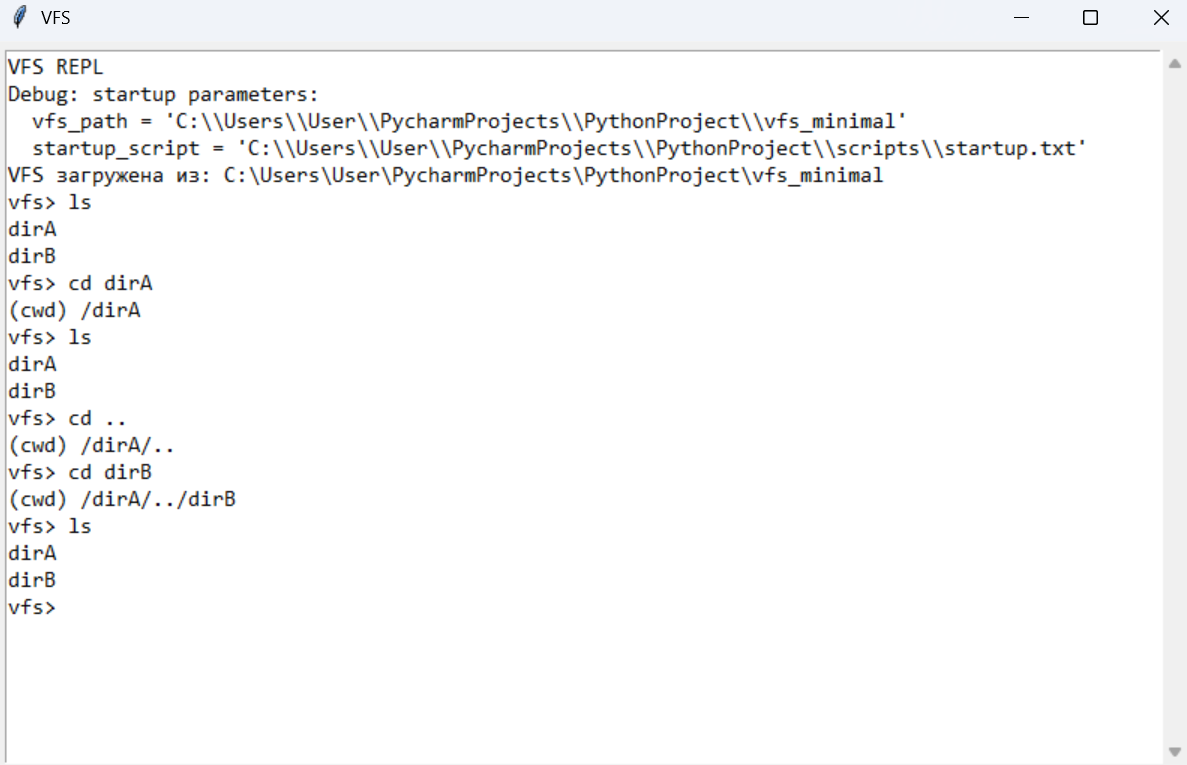 VFS
VFS REPL
Debug: startup parameters:
  vfs_path = 'C:\\Users\\User\\PycharmProjects\\PythonProject\\vfs_minimal'
  startup_script = 'C:\\Users\\User\\PycharmProjects\\PythonProject\\scripts\\startup.txt'
VFS загружена из: C:\Users\User\PycharmProjects\PythonProject\vfs_minimal
vfs> ls
dirA
dirB
vfs> cd dirA
(cwd) /dirA
vfs> ls
dirA
dirB
vfs> cd ..
(cwd) /dirA/..
vfs> cd dirB
(cwd) /dirA/../dirB
vfs> ls
dirA
dirB
vfs>